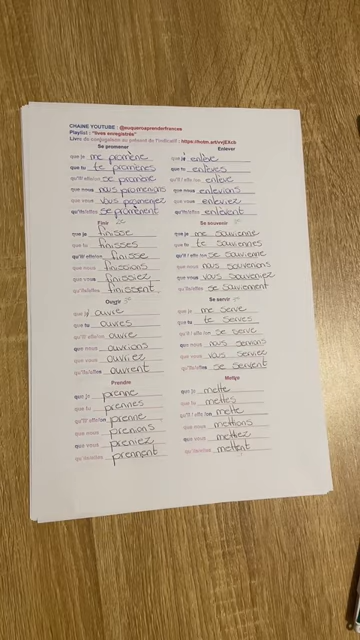 CHAINE YOUTUBE : @euquernaprenderfrances
Playlist : "lives enregistrées"
Livre de conjugaison au présent de l'indicatif :
Se promener
que je me promène
que tu te promènes
qu'il/ elle/on se promène
que nous nous promenions
que vous vous promeniez
qu'ils/elles se promènent
Enlever
que j' enlève
que tu enlèves
qu'il / elle/on enlève
que nous enlevions
que vous enleviez
qu'ils/elles enlèvent
Finir
que je finisse
que tu finisses
qu'il/ elle/on finisse
que nous finissions
que vous finissiez
qu'ils/elles finissent
Se souvenir
que je me souvienne
que tu te souviennes
qu'il / elle/on se souvienne
que nous nous souvenions
que vous vous souveniez
qu'ils/elles se souviennent
Ouvrir
que j' ouvre
que tu ouvres
qu'il/ elle/on ouvre
que nous ouvrions
que vous ouvriez
qu'ils/elles ouvrent
Se servir
que je me serve
que tu te serves
qu'il / elle/on se serve
que nous nous servions
que vous vous serviez
qu'ils/elles se servent
Prendre
que je prenne
que tu prennes
qu'il/ elle/on prenne
que nous prenions
que vous preniez
qu'ils/elles prennent
Mettre
que je mette
que tu mettes
qu'il / elle/on mette
que nous mettions
que vous mettiez
qu'ils/elles mettent